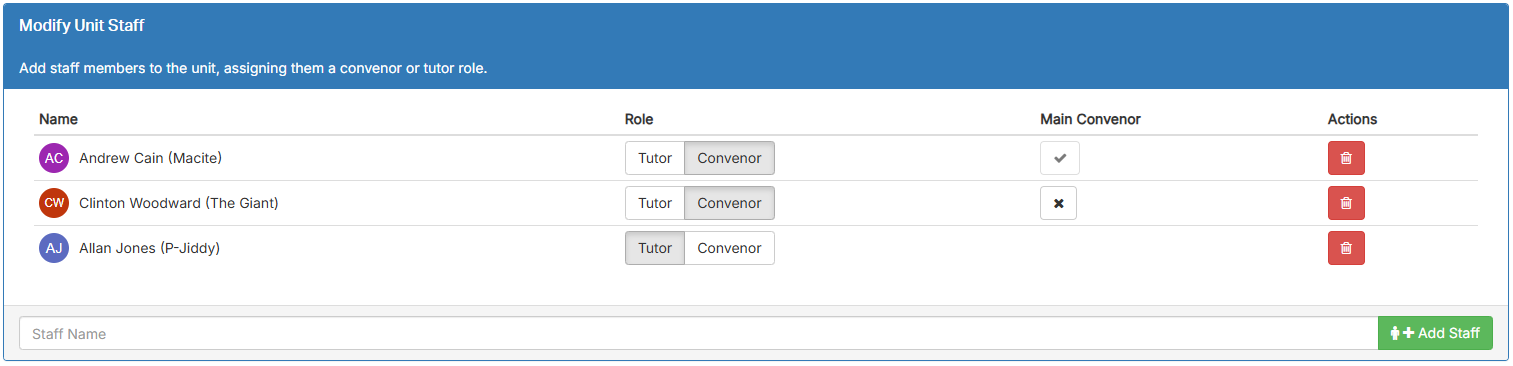 Modify Unit Staff
Add staff members to the unit, assigning them a convenor or tutor role.
Name Role Main Convenor Actions
AC Andrew Cain (Macite) Tutor Convenor
CW Clinton Woodward (The Giant) Tutor Convenor
AJ Allan Jones (P-Jiddy) Tutor Convenor
Staff Name Add Staff